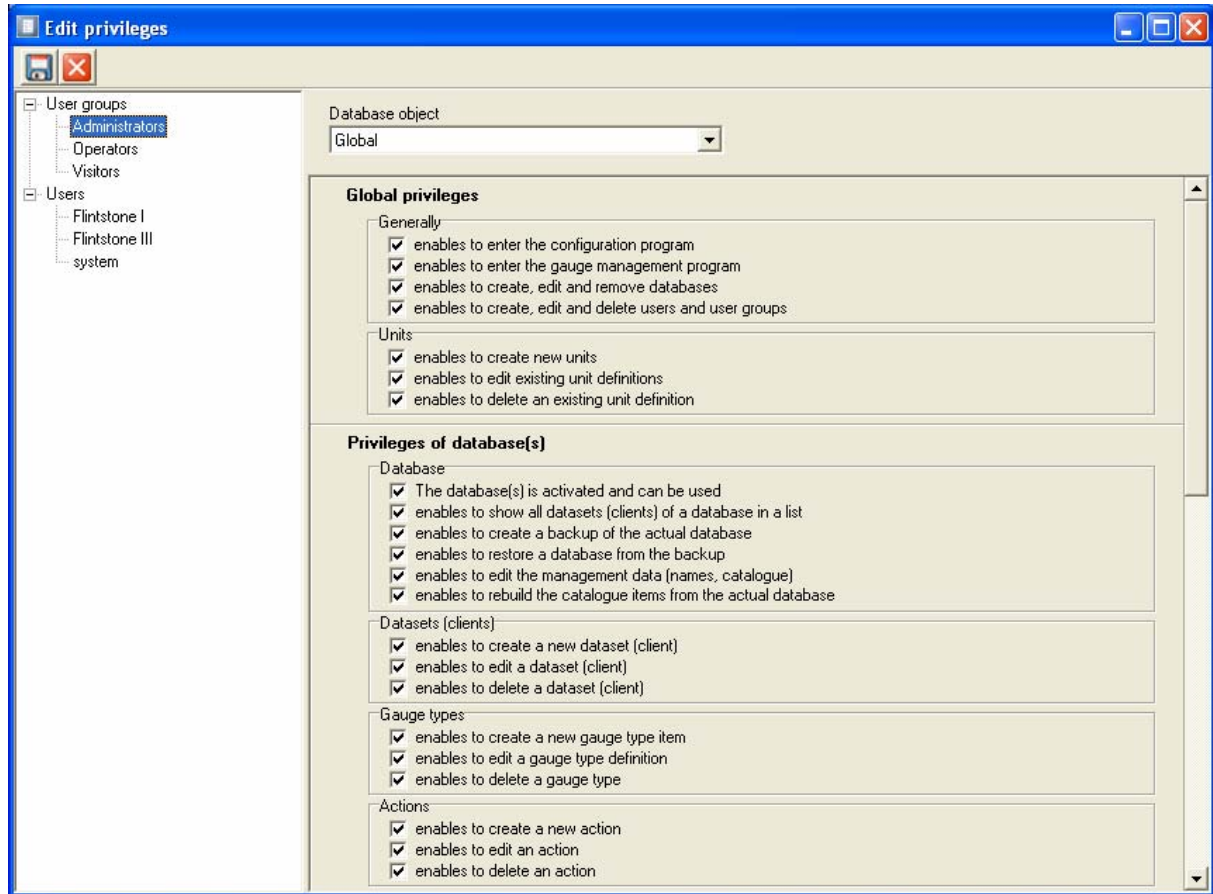 Edit privileges
User groups
Administrators
Operators
Visitors
Users
Flintstone I
Flintstone III
system
Database object
Global
Global privileges
Generally
enables to enter the configuration program
enables to enter the gauge management program
enables to create, edit and remove databases
enables to create, edit and delete users and user groups
Units
enables to create new units
enables to edit existing unit definitions
enables to delete an existing unit definition
Privileges of database(s)
Database
The database(s) is activated and can be used
enables to show all datasets (clients) of a database in a list
enables to create a backup of the actual database
enables to restore a database from the backup
enables to edit the management data (names, catalogue)
enables to rebuild the catalogue items from the actual database
Datasets (clients)
enables to create a new dataset (client)
enables to edit a dataset (client)
enables to delete a dataset (client)
Gauge types
enables to create a new gauge type item
enables to edit a gauge type definition
enables to delete a gauge type
Actions
enables to create a new action
enables to edit an action
enables to delete an action